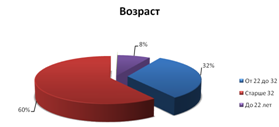 Возраст
8%
32%
60%
От 22 до 32
Старше 32
До 22 лет